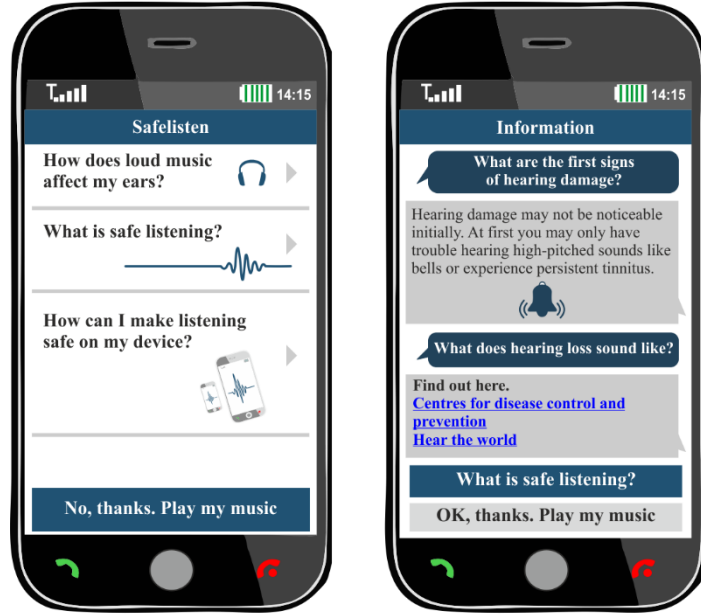 14:15
Safelisten
How does loud music
affect my ears?
What is safe listening?
How can I make listening
safe on my device?
No, thanks. Play my music
14:15
Information
What are the first signs
of hearing damage?
Hearing damage may not be noticeable
initially. At first you may only have
trouble hearing high-pitched sounds like
bells or experience persistent tinnitus.
What does hearing loss sound like?
Find out here.
Centres for disease control and
prevention
Hear the world
What is safe listening?
OK, thanks. Play my music